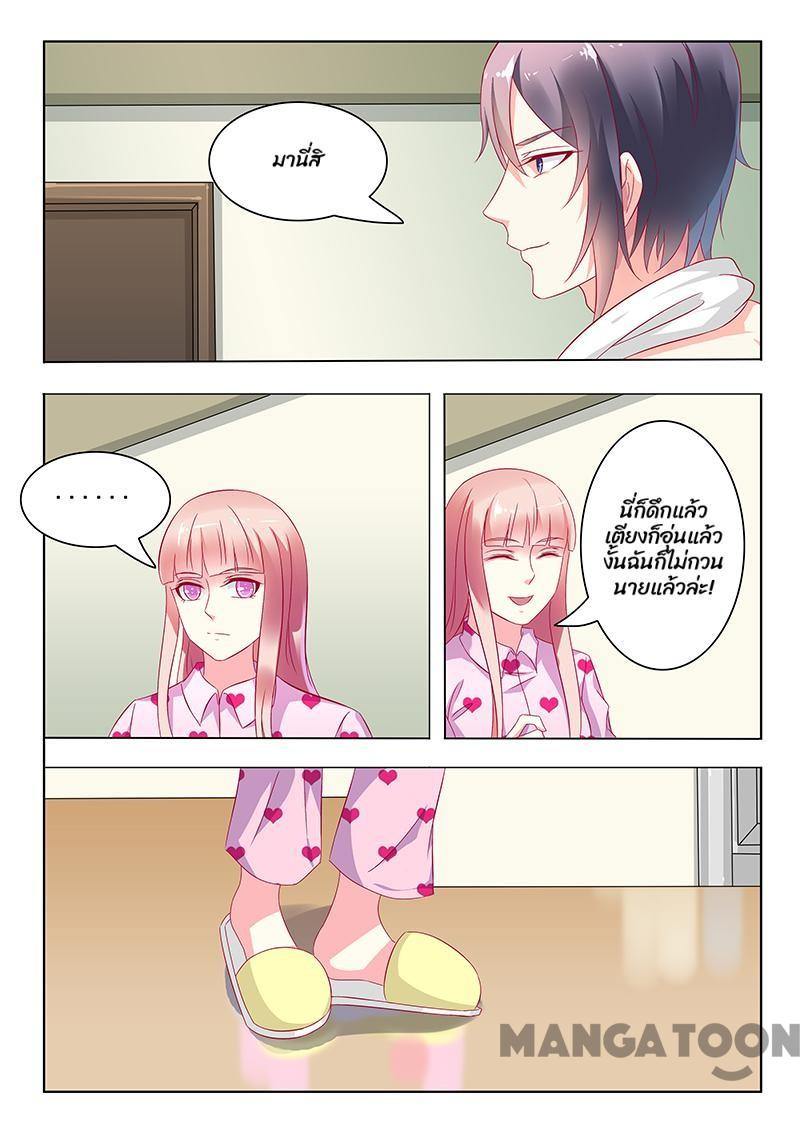 มานี่สิ
......
นี่ก็ดึกแล้ว
เตียงก็อุ่นแล้ว
งั้นฉันก็ไม่กวน
นายแล้วล่ะ!
MANGATOON